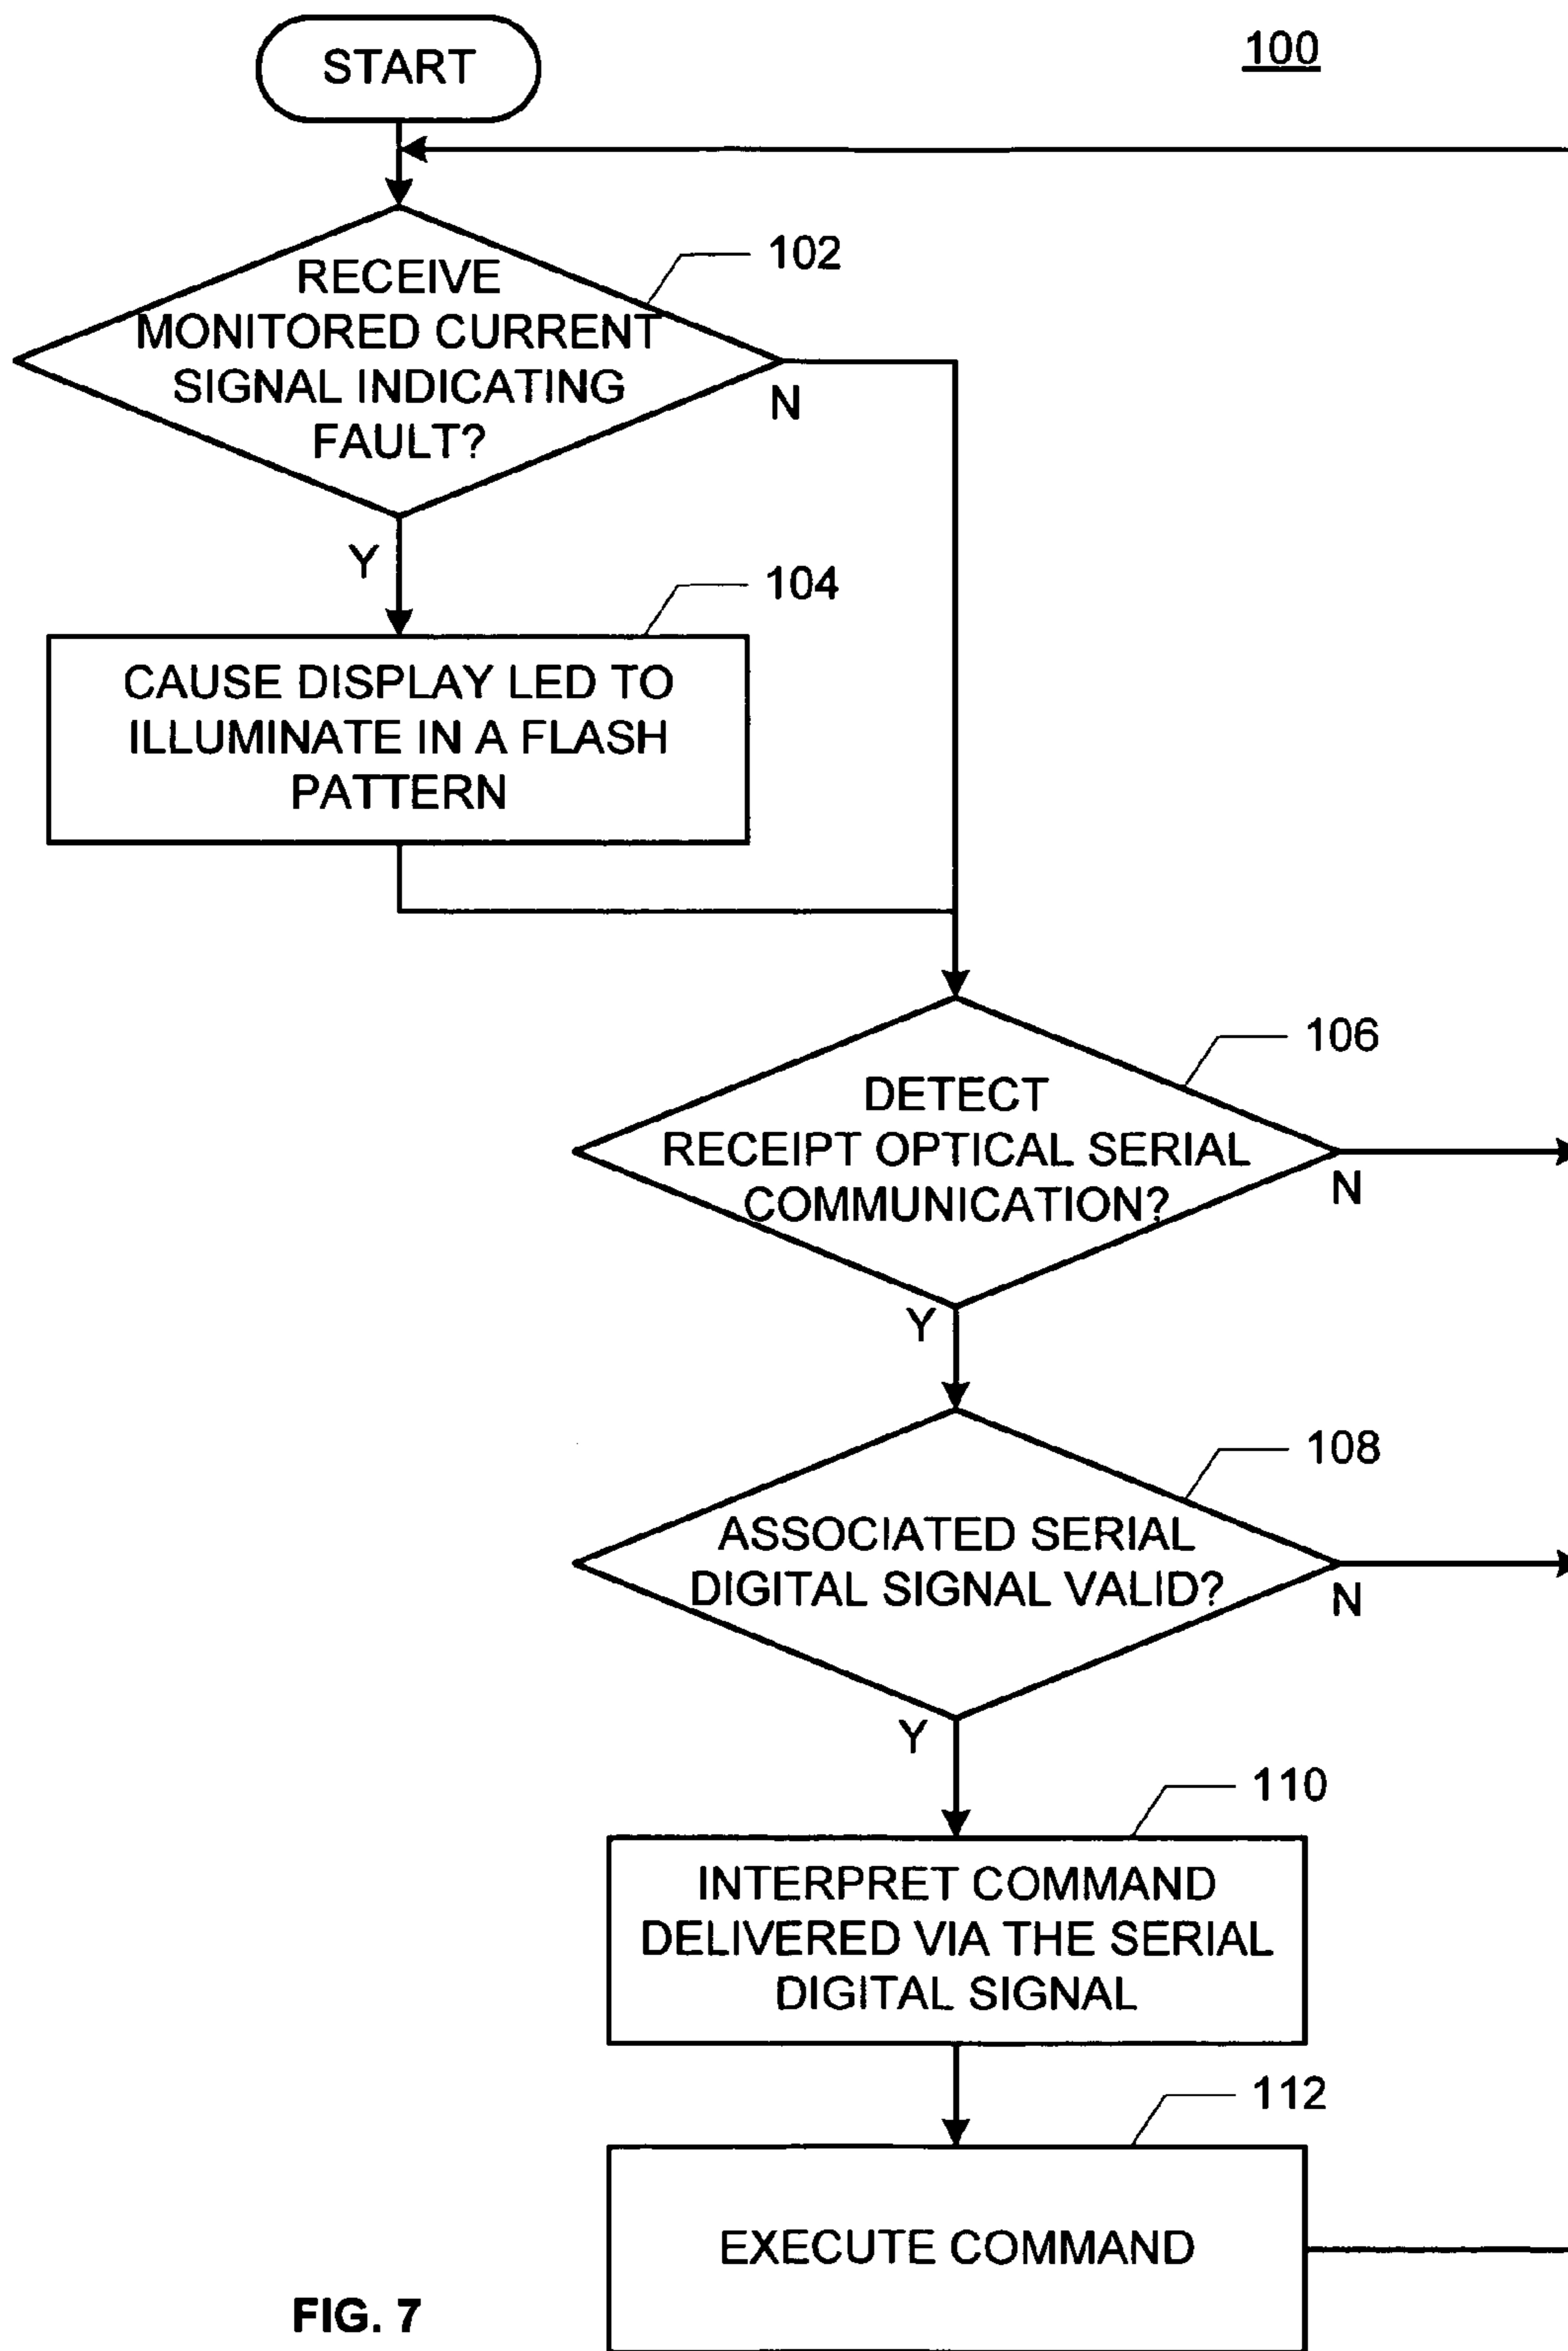 START
100
RECEIVE
MONITORED CURRENT
SIGNAL INDICATING
FAULT?
102
N
Y
104
CAUSE DISPLAY LED TO
ILLUMINATE IN A FLASH
PATTERN
106
DETECT
RECEIPT OPTICAL SERIAL
COMMUNICATION?
N
Y
108
ASSOCIATED SERIAL
DIGITAL SIGNAL VALID?
N
Y
110
INTERPRET COMMAND
DELIVERED VIA THE SERIAL
DIGITAL SIGNAL
112
EXECUTE COMMAND
FIG. 7